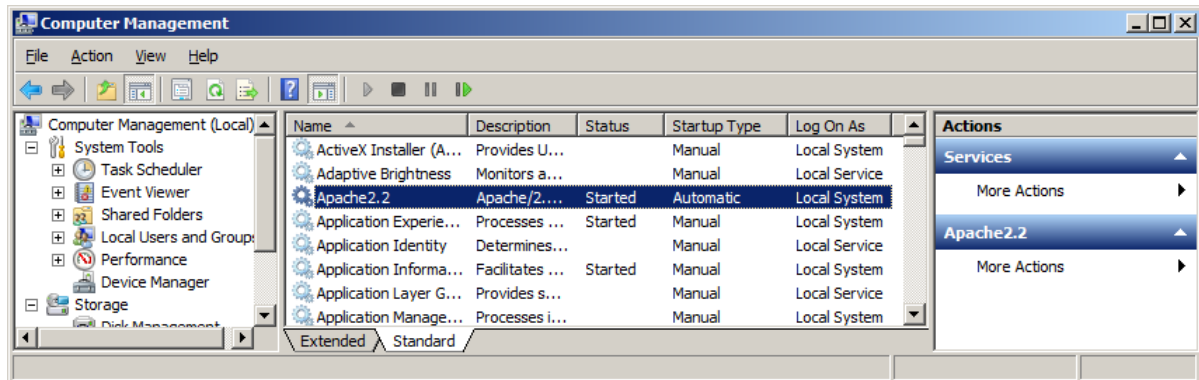 Computer Management
File Action View Help
Computer Management (Local)
System Tools
Task Scheduler
Event Viewer
Shared Folders
Local Users and Groups
Performance
Device Manager
Storage
Disk Management
Name Description Status Startup Type Log On As
ActiveX Installer (A... Provides U... Manual Local System
Adaptive Brightness Monitors a... Manual Local Service
Apache2.2 Apache/2.... Started Automatic Local System
Application Experie... Processes ... Started Manual Local System
Application Identity Determines... Manual Local Service
Application Informa... Facilitates ... Started Manual Local System
Application Layer G... Provides s... Manual Local Service
Application Manage... Processes i... Manual Local System
Extended Standard
Actions
Services
More Actions
Apache2.2
More Actions